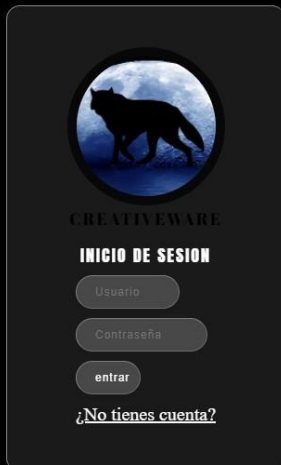 CREATIVEWARE
INICIO DE SESION
Usuario
Contraseña
entrar
¿No tienes cuenta?